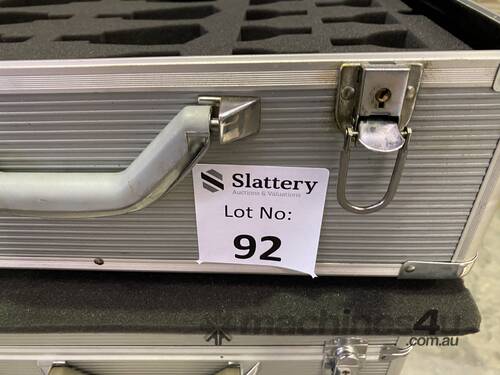 Slattery
Auctions & Valuations
Lot No:
92
machines4u
.com.au